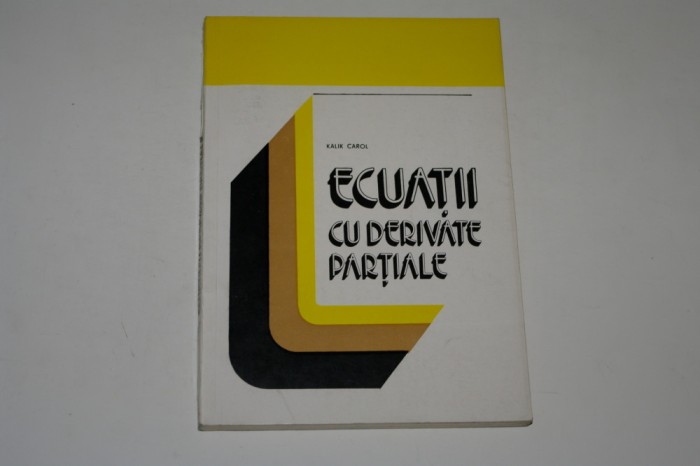 KALIK CAROL
ECUAȚII
CU DERIVATE
PARȚIALE